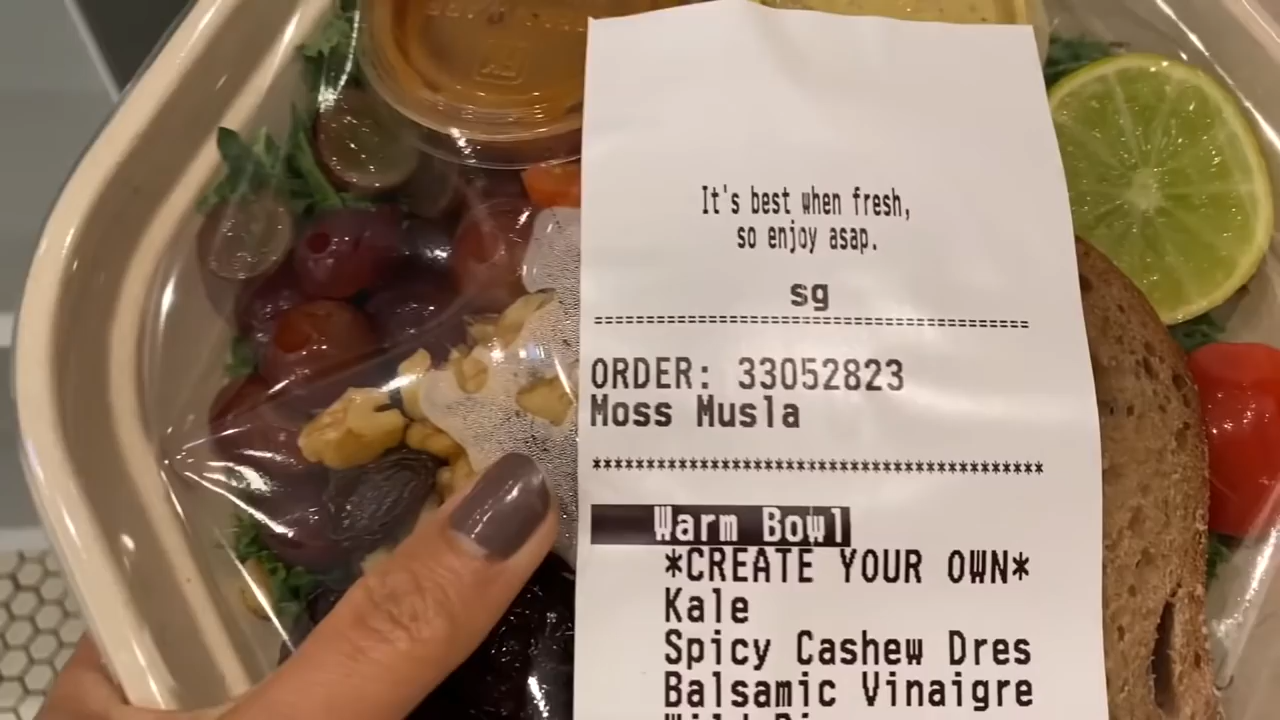 It's best when fresh,
so enjoy asap.
sg
==================================================
ORDER: 33052823
Moss Musla
******************************************
Warm Bowl
*CREATE YOUR OWN*
Kale
Spicy Cashew Dres
Balsamic Vinaigre